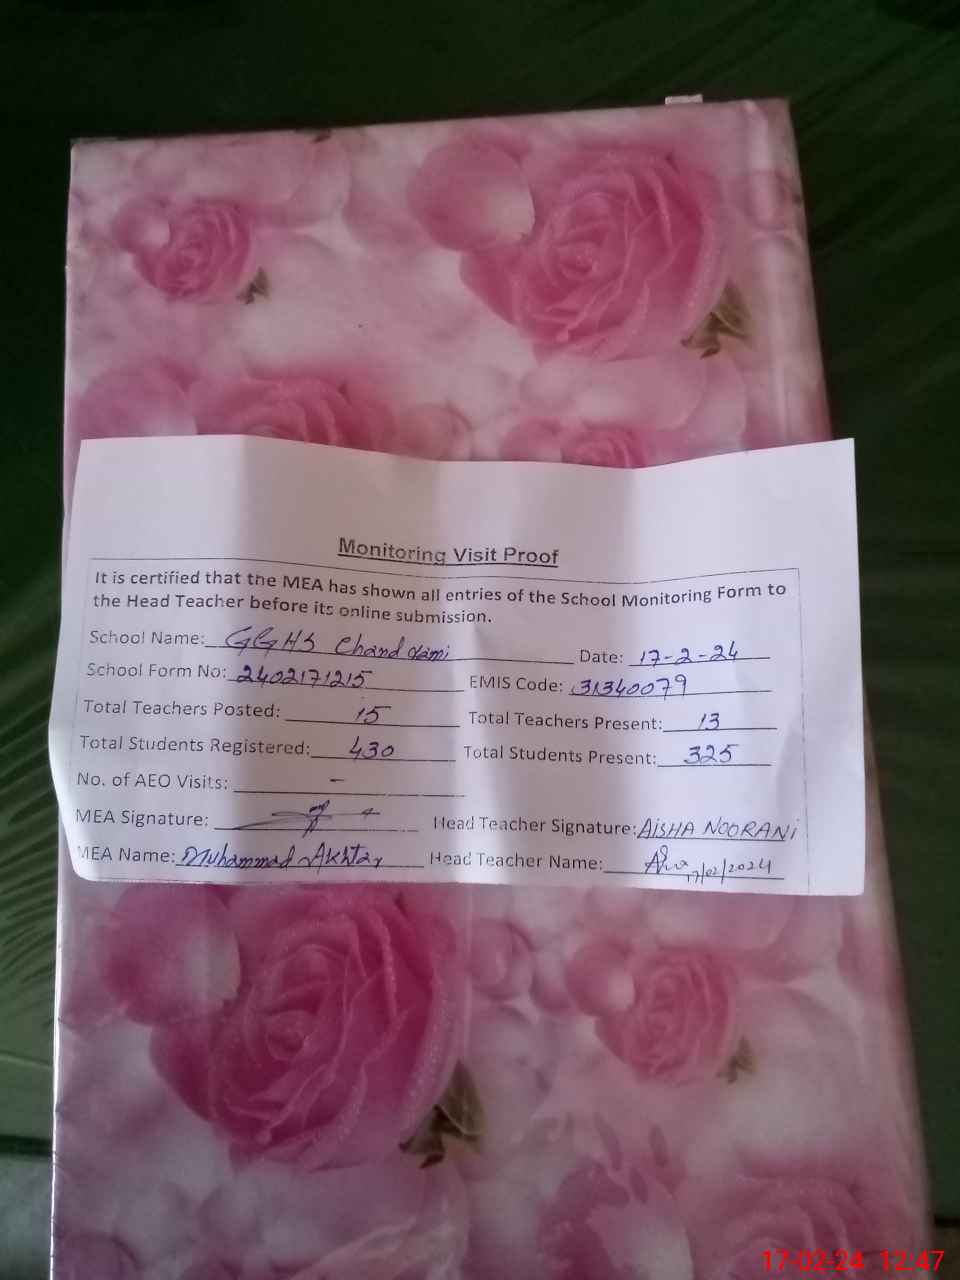 Monitoring Visit Proof
It is certified that the MEA has shown all entries of the School Monitoring Form to
the Head Teacher before its online submission.
School Name: GGHS Chand Date: 17-2-24
School Form No: 2402171215 EMIS Code: 31340079
Total Teachers Posted: 15 Total Teachers Present: 13
Total Students Registered: 430 Total Students Present: 325
No. of AEO Visits: -
MEA Signature: Head Teacher Signature: AISHA NOORANi
MEA Name: Muhammad Akhtar Head Teacher Name: 17/02/2024
17-02-24 12:47